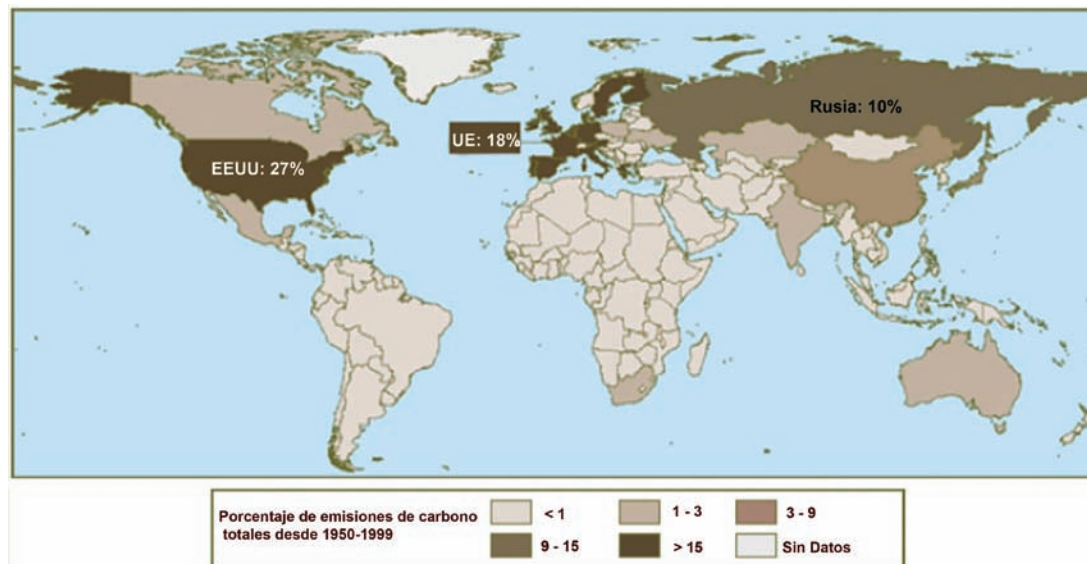 Rusia: 10%
UE: 18%
EEUU: 27%
Porcentaje de emisiones de carbono
totales desde 1950-1999
< 1
1 - 3
3 - 9
9 - 15
> 15
Sin Datos